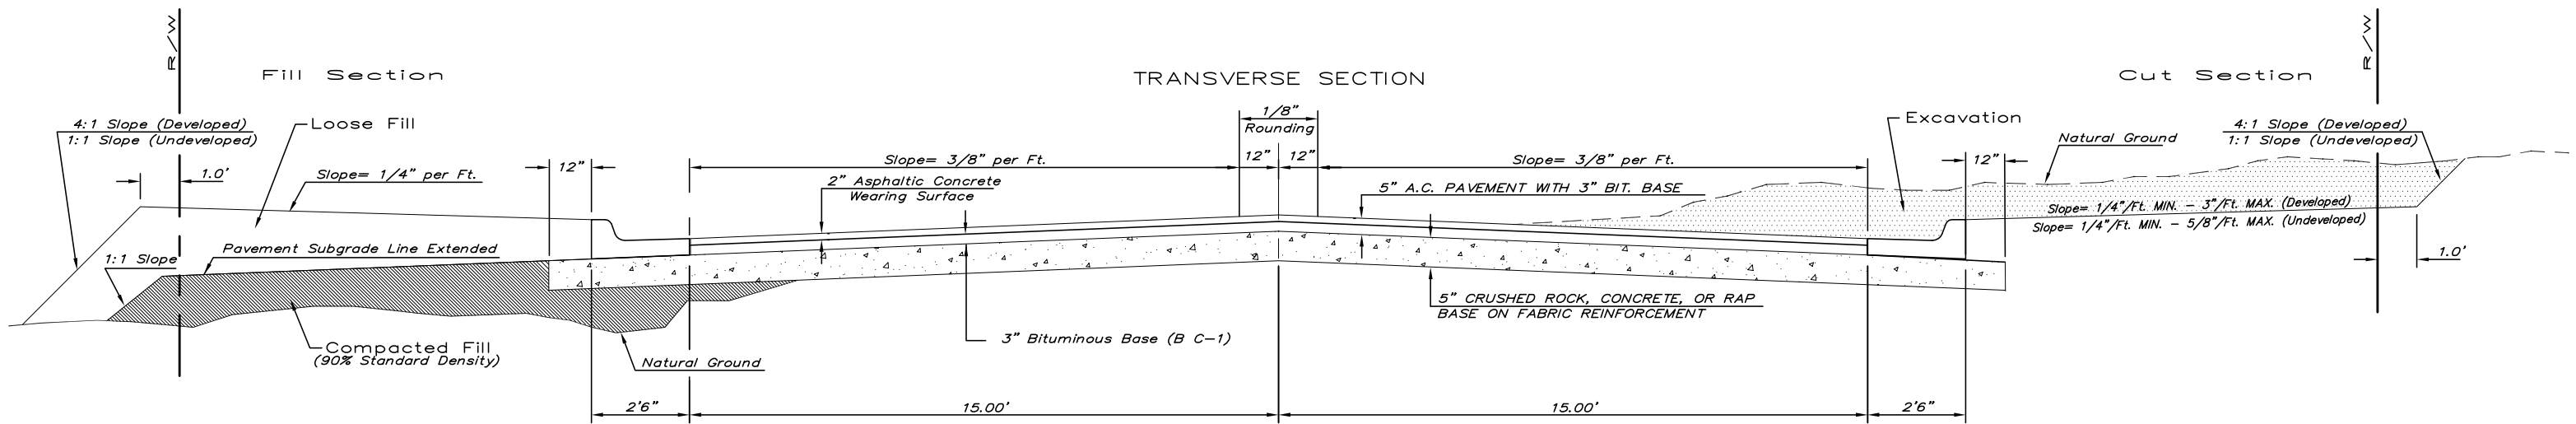 R/W
Fill Section
TRANSVERSE SECTION
Cut Section
R/W
4:1 Slope (Developed)
1:1 Slope (Undeveloped)
Loose Fill
1.0'
Slope= 1/4" per Ft.
12"
Slope= 3/8" per Ft.
1/8"
Rounding
12"
12"
Slope= 3/8" per Ft.
Excavation
12"
Natural Ground
4:1 Slope (Developed)
1:1 Slope (Undeveloped)
2" Asphaltic Concrete
Wearing Surface
5" A.C. PAVEMENT WITH 3" BIT. BASE
Slope= 1/4"/Ft. MIN. - 3"/Ft. MAX. (Developed)
Slope= 1/4"/Ft. MIN. - 5/8"/Ft. MAX. (Undeveloped)
Pavement Subgrade Line Extended
1:1 Slope
1.0'
5" CRUSHED ROCK, CONCRETE, OR RAP
BASE ON FABRIC REINFORCEMENT
3" Bituminous Base (B C-1)
Compacted Fill
(90% Standard Density)
Natural Ground
2'6"
15.00'
15.00'
2'6"